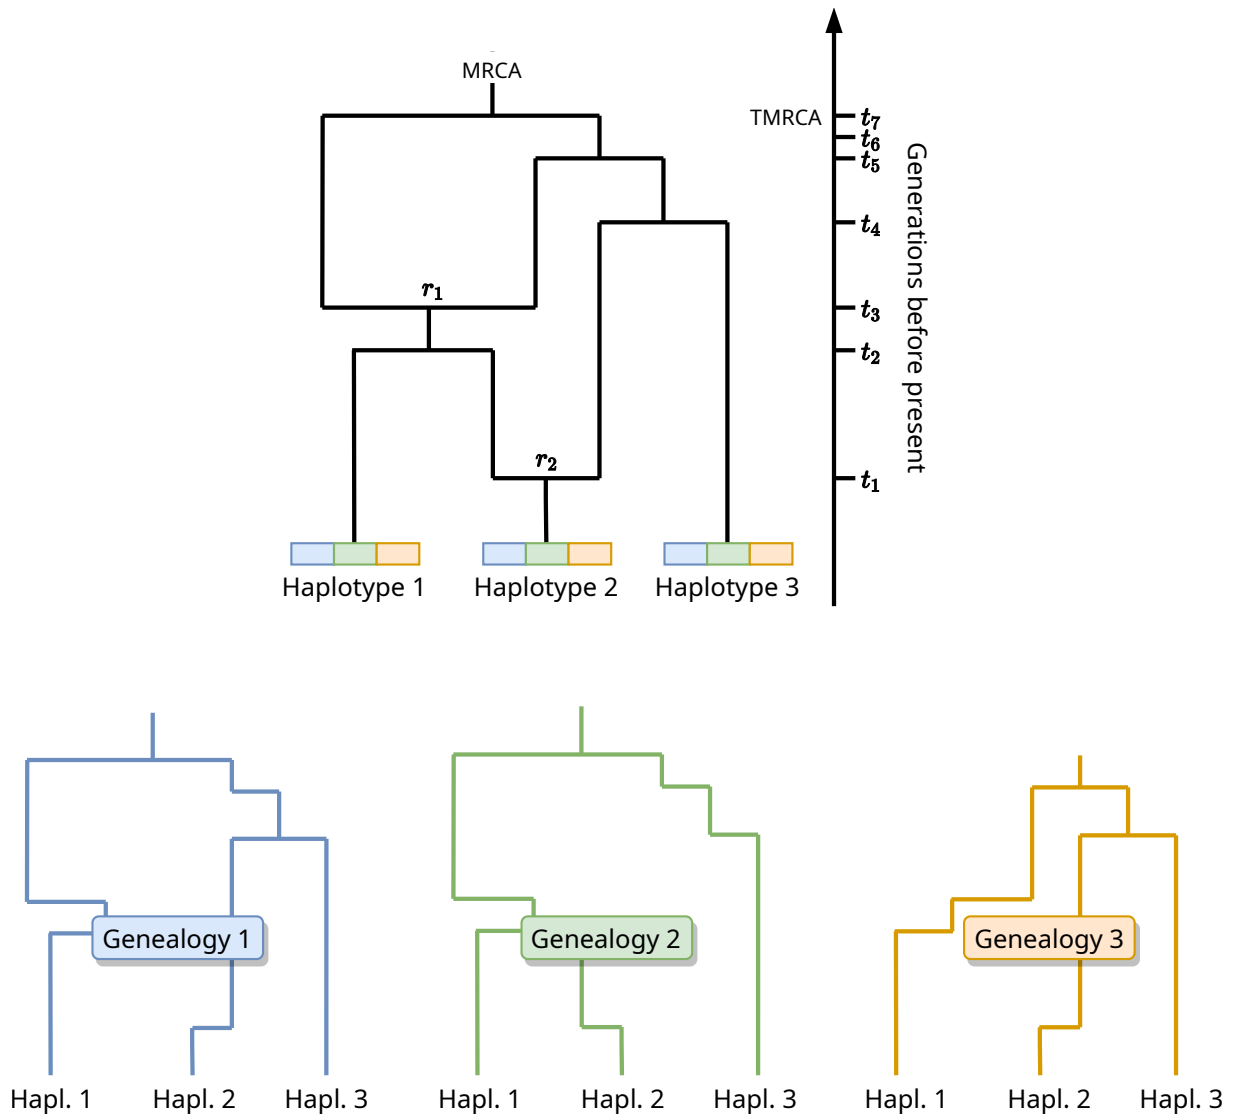 MRCA
TMRCA
t7
t6
t5
t4
t3
t2
t1
Generations before present
r1
r2
Haplotype 1
Haplotype 2
Haplotype 3
Genealogy 1
Genealogy 2
Genealogy 3
Hapl. 1
Hapl. 2
Hapl. 3
Hapl. 1
Hapl. 2
Hapl. 3
Hapl. 1
Hapl. 2
Hapl. 3